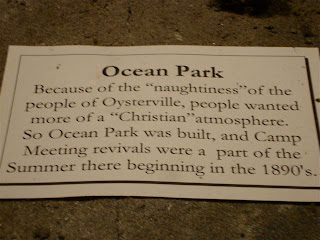 Ocean Park
Because of the "naughtiness"of the
people of Oysterville, people wanted
more of a "Christian"atmosphere.
So Ocean Park was built, and Camp
Meeting revivals were a part of the
Summer there beginning in the 1890's.